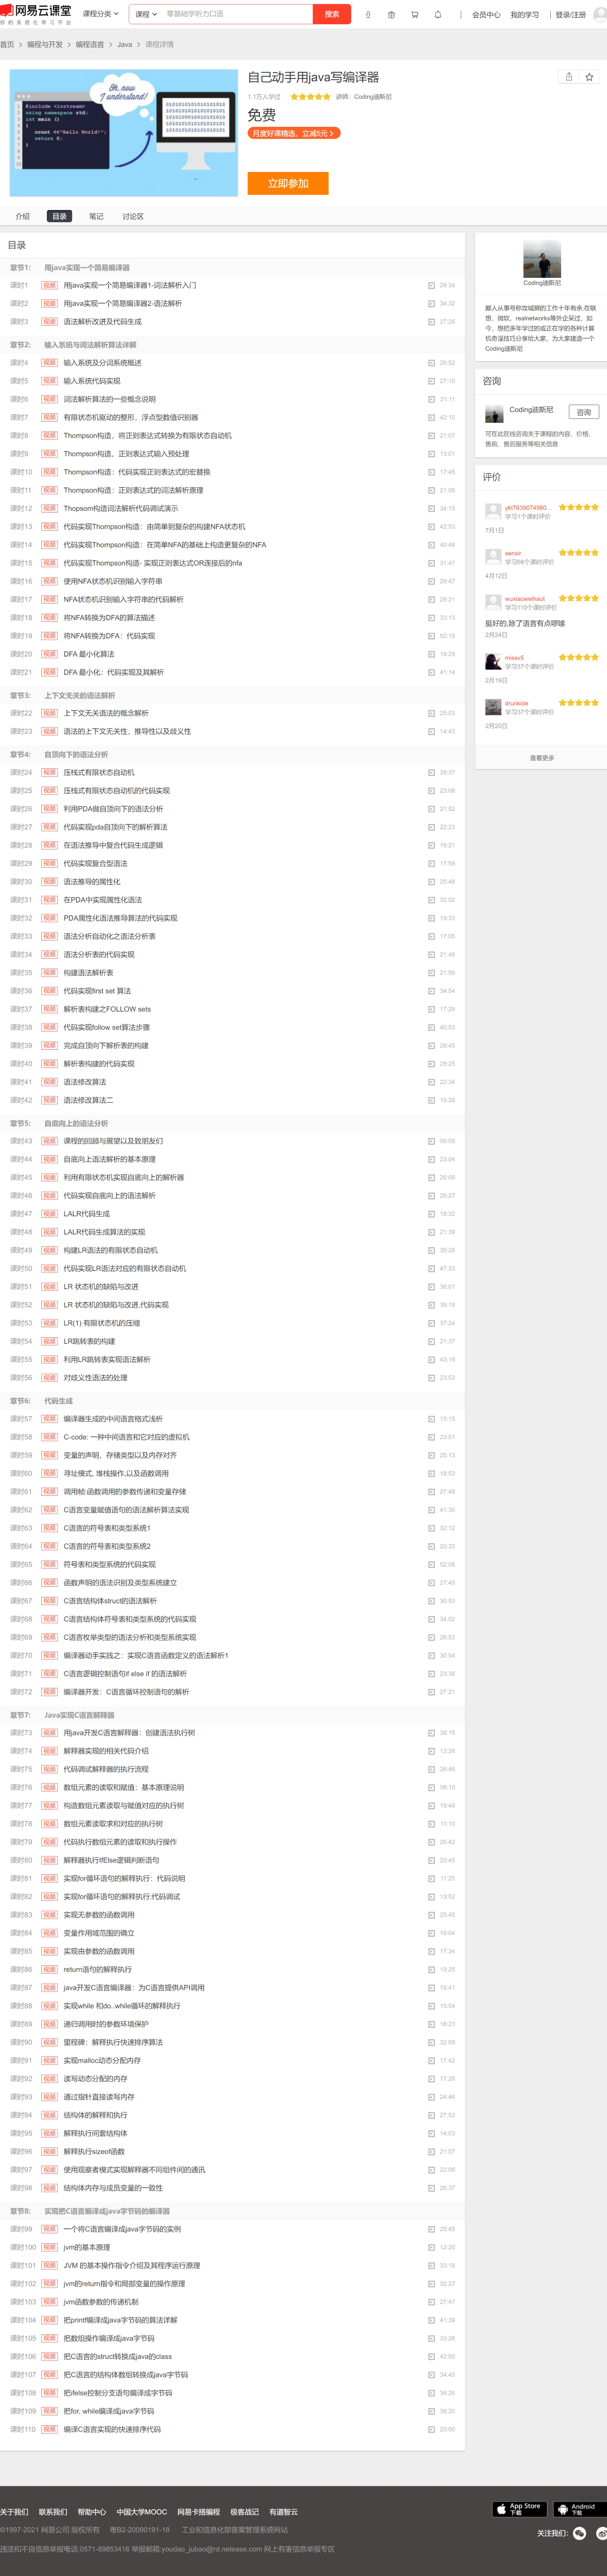 网易云课堂
你的系统化学习平台
课程分类
课程 零基础学听力口语 搜索
会员中心 我的学习 登录/注册
首页 > 编程与开发 > 编程语言 > Java > 课程详情
Oh, now
I understand!
#include <iostream>
using namespace std;
int main ()
{
cout <<"Hello World!";
return 0;
}
自己动手用java写编译器
1.1万人学过 讲师: Coding迪斯尼
免费
月度好课精选，立减5元 >
立即参加
介绍 目录 笔记 讨论区
目录
章节1: 用java实现一个简易编译器
课时1 视频 用java实现一个简易编译器1-词法解析入门 28:34
课时2 视频 用java实现一个简易编译器2-语法解析 34:32
课时3 视频 语法解析改进及代码生成 27:26
章节2: 输入系统与词法解析算法详解
课时4 视频 输入系统及分词系统概述 26:52
课时5 视频 输入系统代码实现 27:15
课时6 视频 词法解析算法的一些概念说明 21:11
课时7 视频 有限状态机驱动的整形，浮点型数值识别器 42:10
课时8 视频 Thompson构造，将正则表达式转换为有限状态自动机 21:07
课时9 视频 Thompson构造，正则表达式输入预处理 13:01
课时10 视频 Thompson构造：代码实现正则表达式的宏替换 17:45
课时11 视频 Thompson构造：正则表达式的词法解析原理 21:06
课时12 视频 Thopsom构造词法解析代码调试演示 34:15
课时13 视频 代码实现Thompson构造：由简单到复杂的构建NFA状态机 42:53
课时14 视频 代码实现Thompson构造：在简单NFA的基础上构造更复杂的NFA 40:48
课时15 视频 代码实现Thompson构造- 实现正则表达式OR连接后的nfa 31:47
课时16 视频 使用NFA状态机识别输入字符串 29:47
课时17 视频 NFA状态机识别输入字符串的代码解析 28:21
课时18 视频 将NFA转换为DFA的算法描述 33:13
课时19 视频 将NFA转换为DFA：代码实现 52:19
课时20 视频 DFA 最小化算法 18:29
课时21 视频 DFA 最小化：代码实现及其解析 41:14
章节3: 上下文无关的语法解析
课时22 视频 上下文无关语法的概念解析 25:03
课时23 视频 语法的上下文无关性，推导性以及歧义性 14:43
章节4: 自顶向下的语法分析
课时24 视频 压栈式有限状态自动机 29:37
课时25 视频 压栈式有限状态自动机的代码实现 23:08
课时26 视频 利用PDA做自顶向下的语法分析 21:52
课时27 视频 代码实现pda自顶向下的解析算法 22:23
课时28 视频 在语法推导中复合代码生成逻辑 19:21
课时29 视频 代码实现复合型语法 17:59
课时30 视频 语法推导的属性化 25:48
课时31 视频 在PDA中实现属性化语法 32:02
课时32 视频 PDA属性化语法推导算法的代码实现 19:33
课时33 视频 语法分析自动化之语法分析表 17:05
课时34 视频 语法分析表的代码实现 21:46
课时35 视频 构建语法解析表 21:59
课时36 视频 代码实现first set 算法 34:54
课时37 视频 解析表构建之FOLLOW sets 17:29
课时38 视频 代码实现follow set算法步骤 40:53
课时39 视频 完成自顶向下解析表的构建 28:45
课时40 视频 解析表构建的代码实现 28:25
课时41 视频 语法修改算法 22:34
课时42 视频 语法修改算法二 19:28
章节5: 自底向上的语法分析
课时43 视频 课程的回顾与展望以及致朋友们 09:09
课时44 视频 自底向上语法解析的基本原理 23:04
课时45 视频 利用有限状态机实现自底向上的解析器 26:09
课时46 视频 代码实现自底向上的语法解析 26:27
课时47 视频 LALR代码生成 18:32
课时48 视频 LALR代码生成算法的实现 21:39
课时49 视频 构建LR语法的有限状态自动机 35:26
课时50 视频 代码实现LR语法对应的有限状态自动机 47:33
课时51 视频 LR 状态机的缺陷与改进 36:01
课时52 视频 LR 状态机的缺陷与改进,代码实现 39:19
课时53 视频 LR(1) 有限状态机的压缩 37:24
课时54 视频 LR跳转表的构建 21:37
课时55 视频 利用LR跳转表实现语法解析 43:19
课时56 视频 对歧义性语法的处理 23:53
章节6: 代码生成
课时57 视频 编译器生成的中间语言格式浅析 15:15
课时58 视频 C-code: 一种中间语言和它对应的虚拟机 23:51
课时59 视频 变量的声明，存储类型以及内存对齐 25:13
课时60 视频 寻址模式, 堆栈操作,以及函数调用 18:53
课时61 视频 调用帧:函数调用的参数传递和变量存储 27:48
课时62 视频 C语言变量赋值语句的语法解析算法实现 41:30
课时63 视频 C语言的符号表和类型系统1 32:12
课时64 视频 C语言的符号表和类型系统2 20:33
课时65 视频 符号表和类型系统的代码实现 52:08
课时66 视频 函数声明的语法识别及类型系统建立 27:45
课时67 视频 C语言结构体struct的语法解析 30:53
课时68 视频 C语言结构体符号表和类型系统的代码实现 34:02
课时69 视频 C语言枚举类型的语法分析和类型系统实现 26:53
课时70 视频 编译器动手实践之：实现C语言函数定义的语法解析1 30:54
课时71 视频 C语言逻辑控制语句if else if 的语法解析 23:38
课时72 视频 编译器开发：C语言循环控制语句的解析 27:21
章节7: Java实现C语言解释器
课时73 视频 用java开发C语言解释器：创建语法执行树 38:15
课时74 视频 解释器实现的相关代码介绍 13:26
课时75 视频 代码调试解释器的执行流程 26:46
课时76 视频 数组元素的读取和赋值：基本原理说明 08:10
课时77 视频 构造数组元素读取与赋值对应的执行树 19:48
课时78 视频 数组元素读取求和对应的执行树 11:10
课时79 视频 代码执行数组元素的读取和执行操作 26:42
课时80 视频 解释器执行ifElse逻辑判断语句 20:45
课时81 视频 实现for循环语句的解释执行：代码说明 11:25
课时82 视频 实现for循环语句的解释执行:代码调试 13:52
课时83 视频 实现无参数的函数调用 25:45
课时84 视频 变量作用域范围的确立 19:04
课时85 视频 实现由参数的函数调用 17:34
课时86 视频 return语句的解释执行 19:25
课时87 视频 java开发C语言编译器：为C语言提供API调用 19:41
课时88 视频 实现while 和do..while循环的解释执行 15:54
课时89 视频 递归调用时的参数环境保护 18:23
课时90 视频 里程碑：解释执行快速排序算法 32:59
课时91 视频 实现malloc动态分配内存 17:42
课时92 视频 读写动态分配的内存 17:26
课时93 视频 通过指针直接读写内存 24:46
课时94 视频 结构体的解释和执行 27:53
课时95 视频 解释执行间套结构体 14:03
课时96 视频 解释执行sizeof函数 21:07
课时97 视频 使用观察者模式实现解释器不同组件间的通讯 22:06
课时98 视频 结构体内存与成员变量的一致性 26:37
章节8: 实现把C语言编译成java字节码的编译器
课时99 视频 一个将C语言编译成java字节码的实例 25:45
课时100 视频 jvm的基本原理 12:20
课时101 视频 JVM 的基本操作指令介绍及其程序运行原理 33:18
课时102 视频 jvm的return指令和局部变量的操作原理 32:27
课时103 视频 jvm函数参数的传递机制 27:47
课时104 视频 把printf编译成java字节码的算法详解 41:39
课时105 视频 把数组操作编译成java字节码 33:26
课时106 视频 把C语言的struct转换成java的class 42:50
课时107 视频 把C语言的结构体数组转换成java字节码 34:45
课时108 视频 把ifelse控制分支语句编译成字节码 34:26
课时109 视频 把for, while编译成java字节码 38:20
课时110 视频 编译C语言实现的快速排序代码 20:00
Coding迪斯尼
鄙人从事号称攻城狮的工作十年有余,在联想、微软、realnetworks等外企呆过，如今，想把多年学过的或正在学的各种计算机奇淫技巧分享给大家，为大家建造一个Coding迪斯尼
咨询
Coding迪斯尼 咨询
可在此在线咨询关于课程的内容、价格、售前、售后服务等相关信息
评价
ykt7639074980...
学习1个课时评价
7月1日
senxir
学习68个课时评价
4月12日
wuxiaoweihaut
学习110个课时评价
挺好的,除了语言有点啰嗦
2月24日
missv5
学习37个课时评价
2月19日
drunkide
学习37个课时评价
2月20日
查看更多
关于我们 联系我们 帮助中心 中国大学MOOC 网易卡搭编程 极客战记 有道智云
App Store 下载
Android 下载
©1997-2021 网易公司 版权所有 粤B2-20090191-18 工业和信息化部备案管理系统网站
关注我们:
违法和不良信息举报电话:0571-89853416 举报邮箱:youdao_jubao@rd.netease.com 网上有害信息举报专区